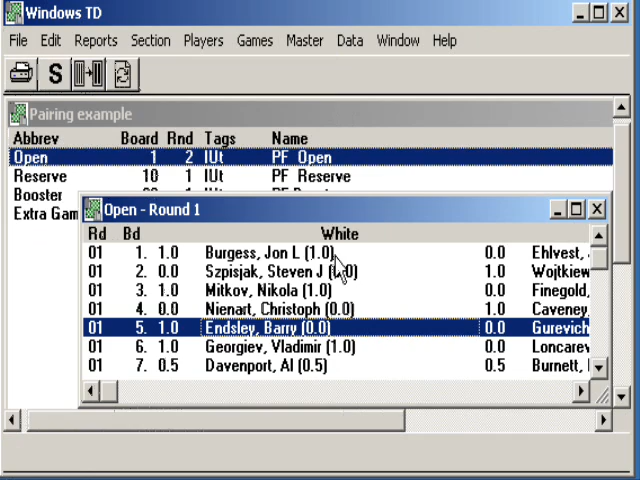 Windows TD
File Edit Reports Section Players Games Master Data Window Help
S
Pairing example
Abbrev Board Rnd Tags Name
Open 1 2 IUt PF Open
Reserve 10 1 IUt PF Reserve
Booster
Extra Gam
Open - Round 1
Rd Bd White
01 1. 1.0 Burgess, Jon L (1.0) 0.0 Ehlvest,
01 2. 0.0 Szpisjak, Steven J (0.0) 1.0 Wojtkiew
01 3. 1.0 Mitkov, Nikola (1.0) 0.0 Finegold,
01 4. 0.0 Nienart, Christoph (0.0) 1.0 Caveney
01 5. 1.0 Endsley, Barry (0.0) 0.0 Gurevich
01 6. 1.0 Georgiev, Vladimir (1.0) 0.0 Loncarev
01 7. 0.5 Davenport, Al (0.5) 0.5 Burnett,